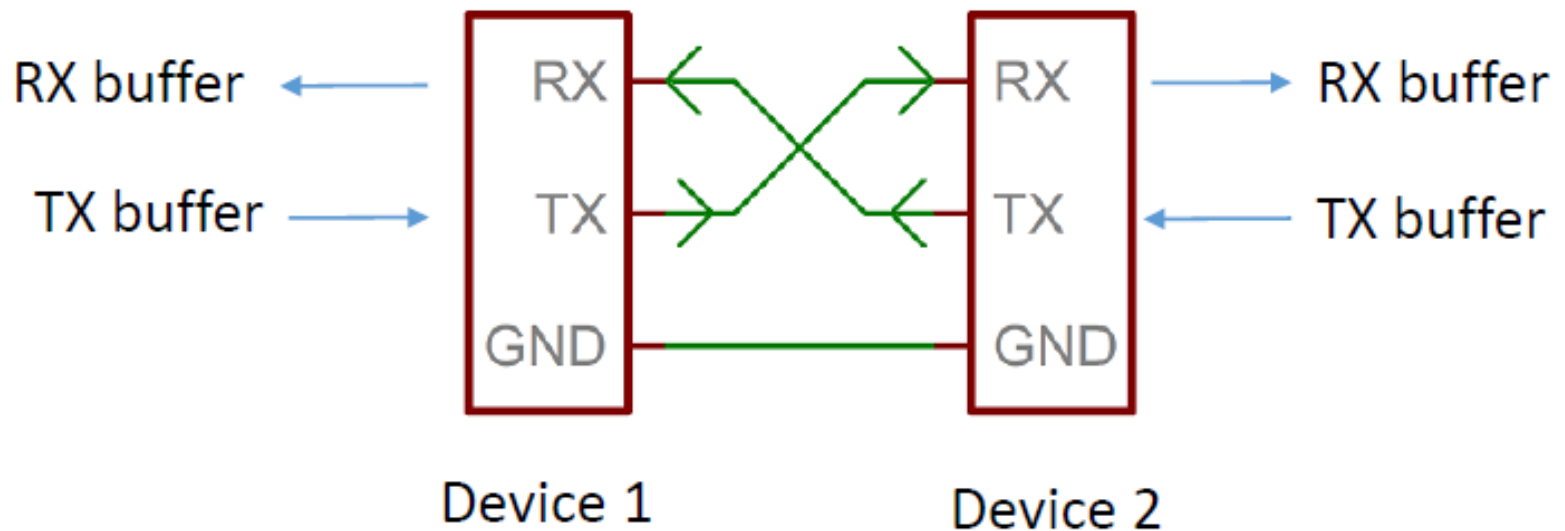 RX buffer RX RX RX buffer
TX buffer TX TX TX buffer
GND GND
Device 1 Device 2